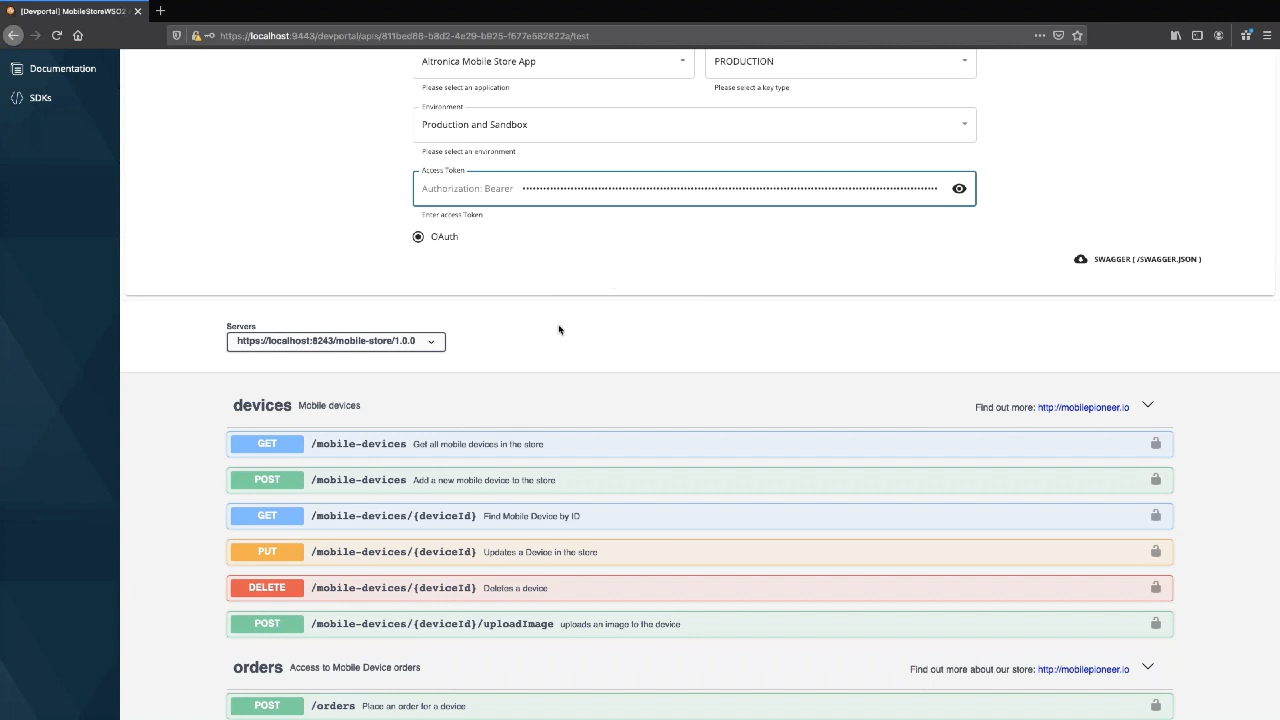 [Devportal] MobileStoreWSO2
https://localhost:9443/devportal/apis/811bed66-b8d2-4e29-b925-f677e582822a/test
Documentation
SDKs
Altronica Mobile Store App
PRODUCTION
Please select an application
Please select a key type
Environment
Production and Sandbox
Please select an environment
Access Token
Authorization: Bearer
Enter access Token
OAuth
SWAGGER ( /SWAGGER.JSON )
Servers
https://localhost:8243/mobile-store/1.0.0
devices Mobile devices Find out more: http://mobilepioneer.io
GET /mobile-devices Get all mobile devices in the store
POST /mobile-devices Add a new mobile device to the store
GET /mobile-devices/{deviceId} Find Mobile Device by ID
PUT /mobile-devices/{deviceId} Updates a Device in the store
DELETE /mobile-devices/{deviceId} Deletes a device
POST /mobile-devices/{deviceId}/uploadImage uploads an image to the device
orders Access to Mobile Device orders Find out more about our store: http://mobilepioneer.io
POST /orders Place an order for a device